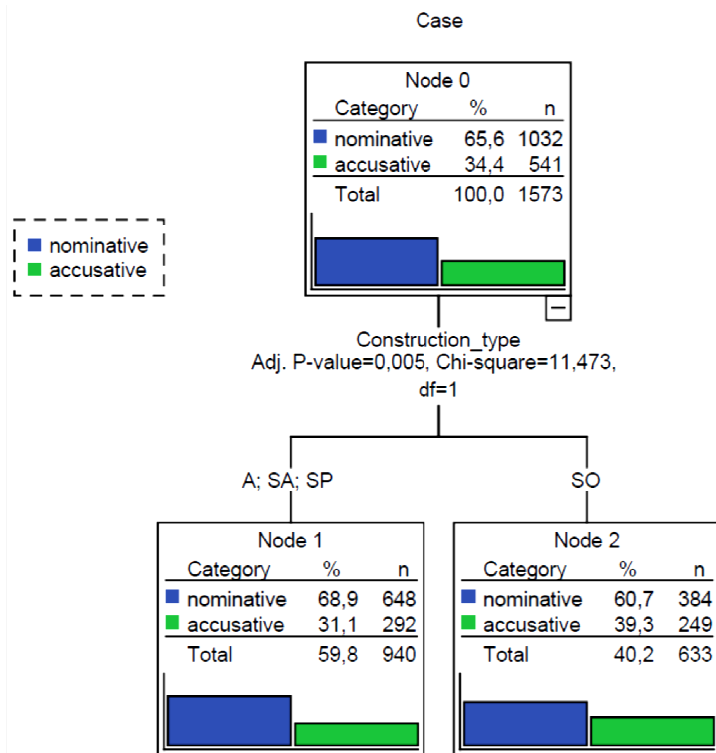 Case
Node 0
Category % n
nominative 65,6 1032
accusative 34,4 541
Total 100,0 1573
nominative
accusative
Construction_type
Adj. P-value=0,005, Chi-square=11,473,
df=1
A; SA; SP
SO
Node 1
Category % n
nominative 68,9 648
accusative 31,1 292
Total 59,8 940
Node 2
Category % n
nominative 60,7 384
accusative 39,3 249
Total 40,2 633